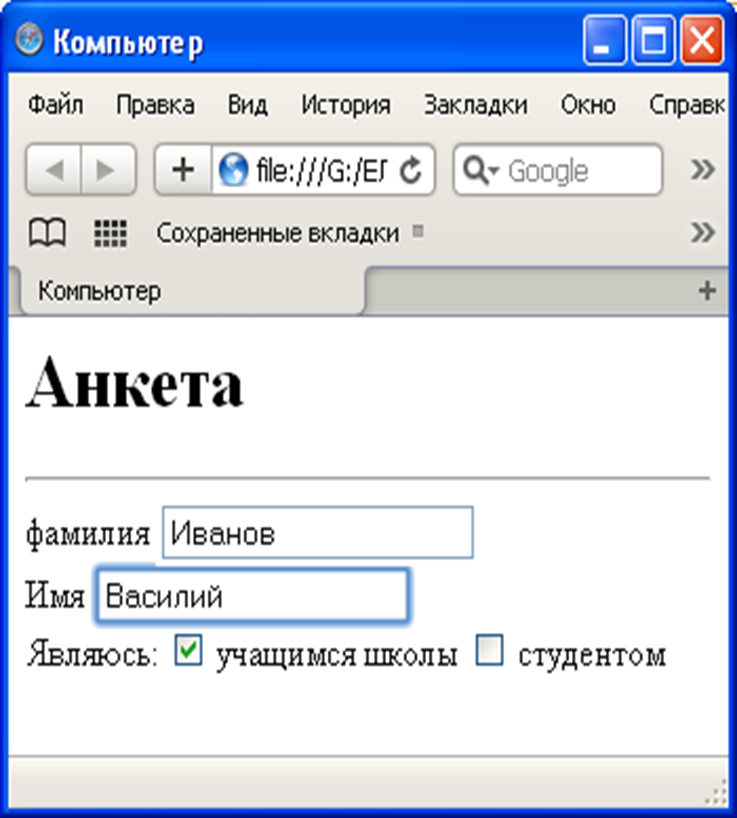 Компьютер
Файл Правка Вид История Закладки Окно Справк
file:///G:/ЕГ Google
Сохраненные вкладки
Компьютер
Анкета
фамилия Иванов
Имя Василий
Являюсь: учащимся школы студентом